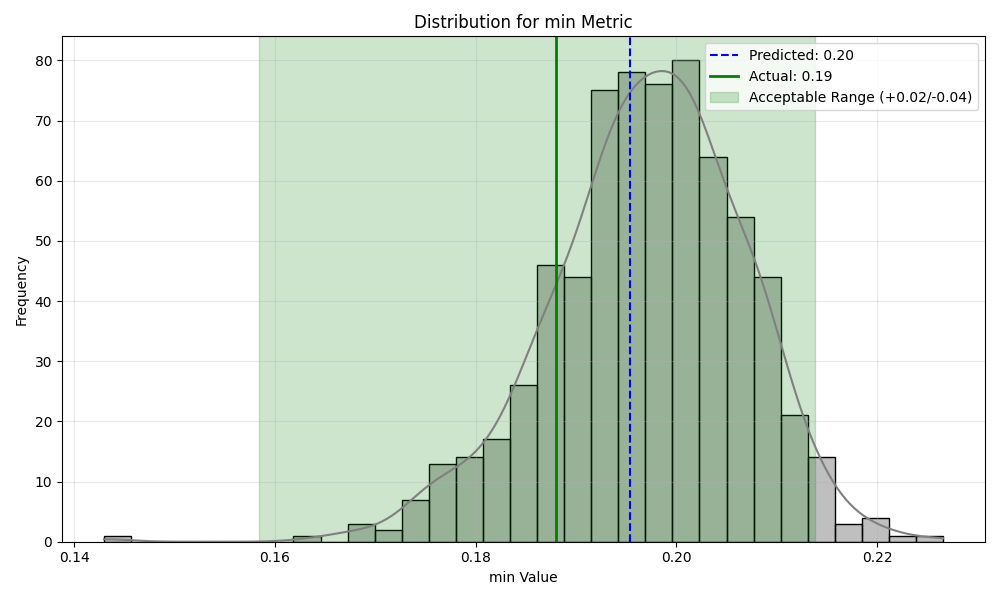 Distribution for min Metric
Predicted: 0.20
Actual: 0.19
Acceptable Range (+0.02/-0.04)
Frequency
80
70
60
50
40
30
20
10
0
0.14 0.16 0.18 0.20 0.22
min Value